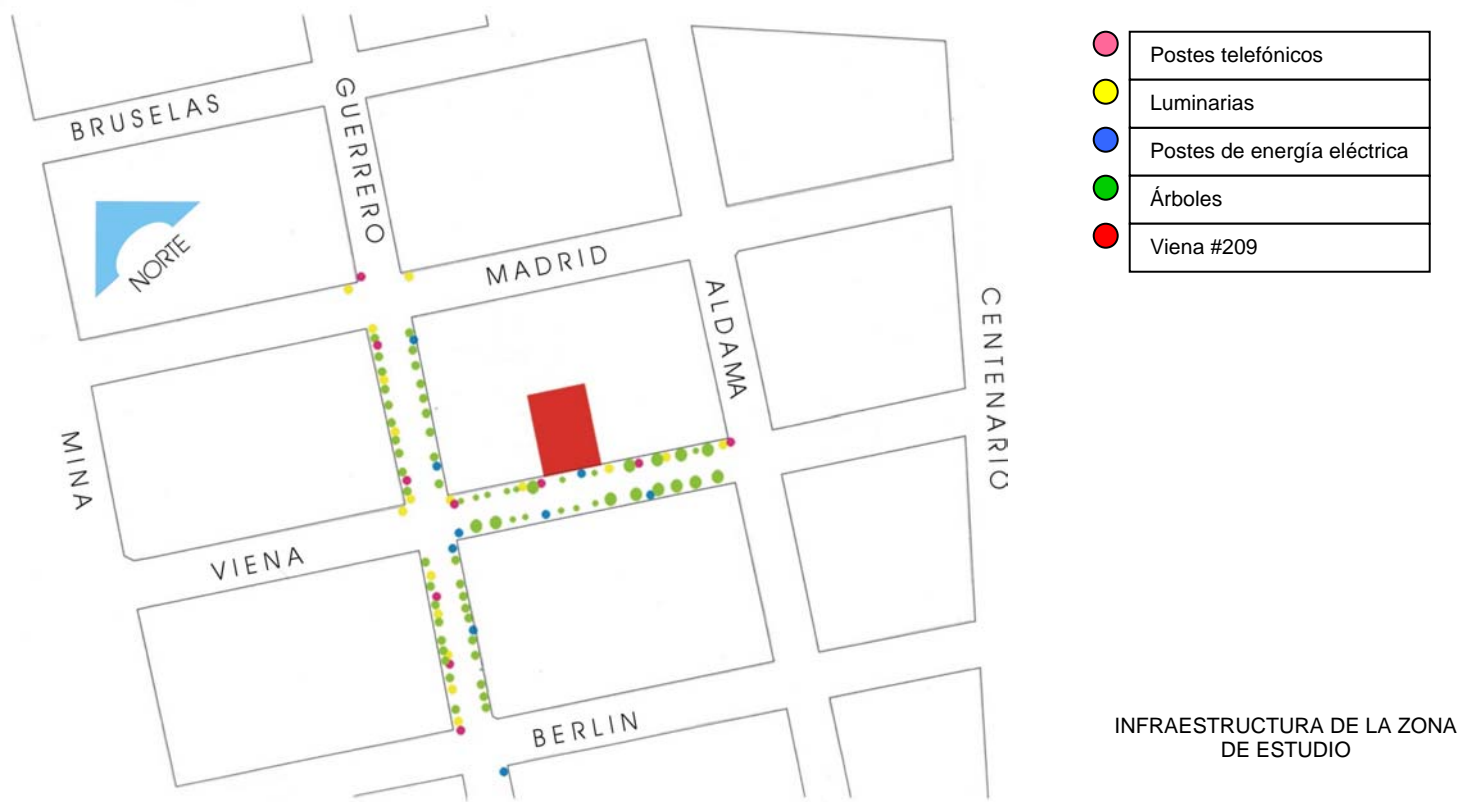 BRUSELAS
GUERRERO
NORTE
MADRID
ALDAMA
CENTENARIO
MINA
VIENA
BERLIN
Postes telefónicos
Luminarias
Postes de energía eléctrica
Árboles
Viena #209
INFRAESTRUCTURA DE LA ZONA
DE ESTUDIO